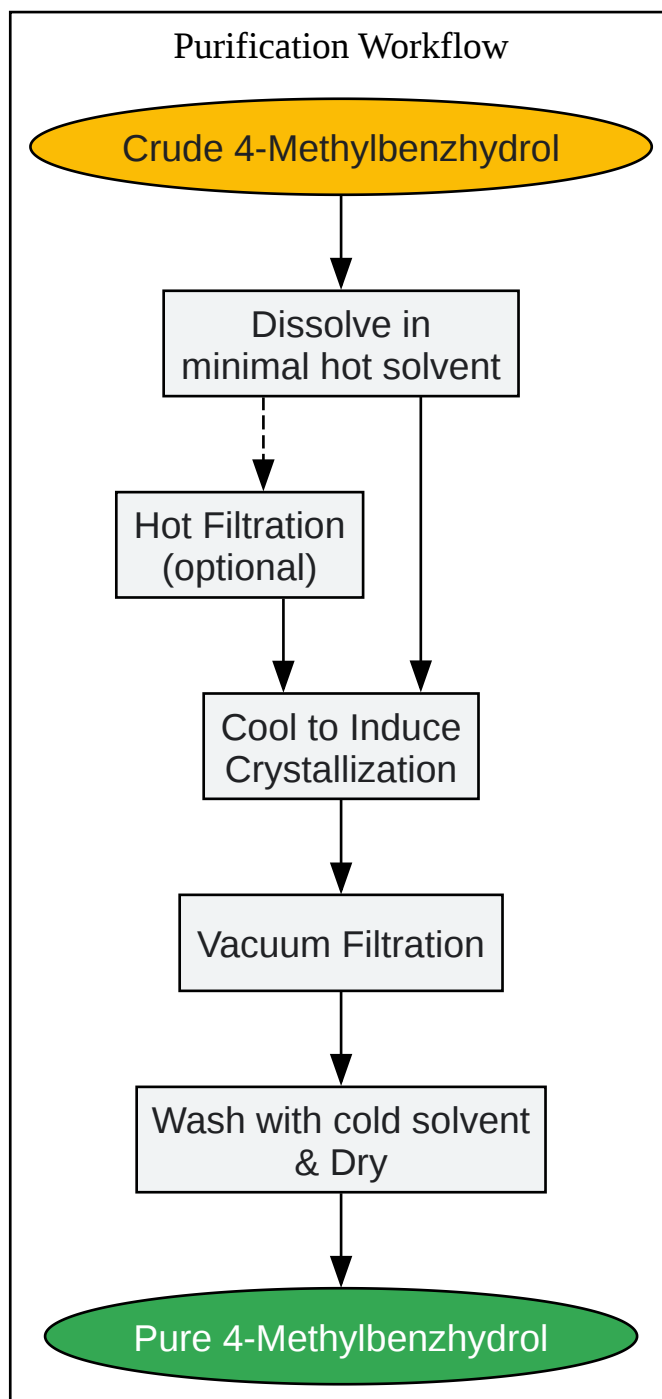 Purification Workflow
Crude 4-Methylbenzhydrol
Dissolve in
minimal hot solvent
Hot Filtration
(optional)
Cool to Induce
Crystallization
Vacuum Filtration
Wash with cold solvent
& Dry
Pure 4-Methylbenzhydrol